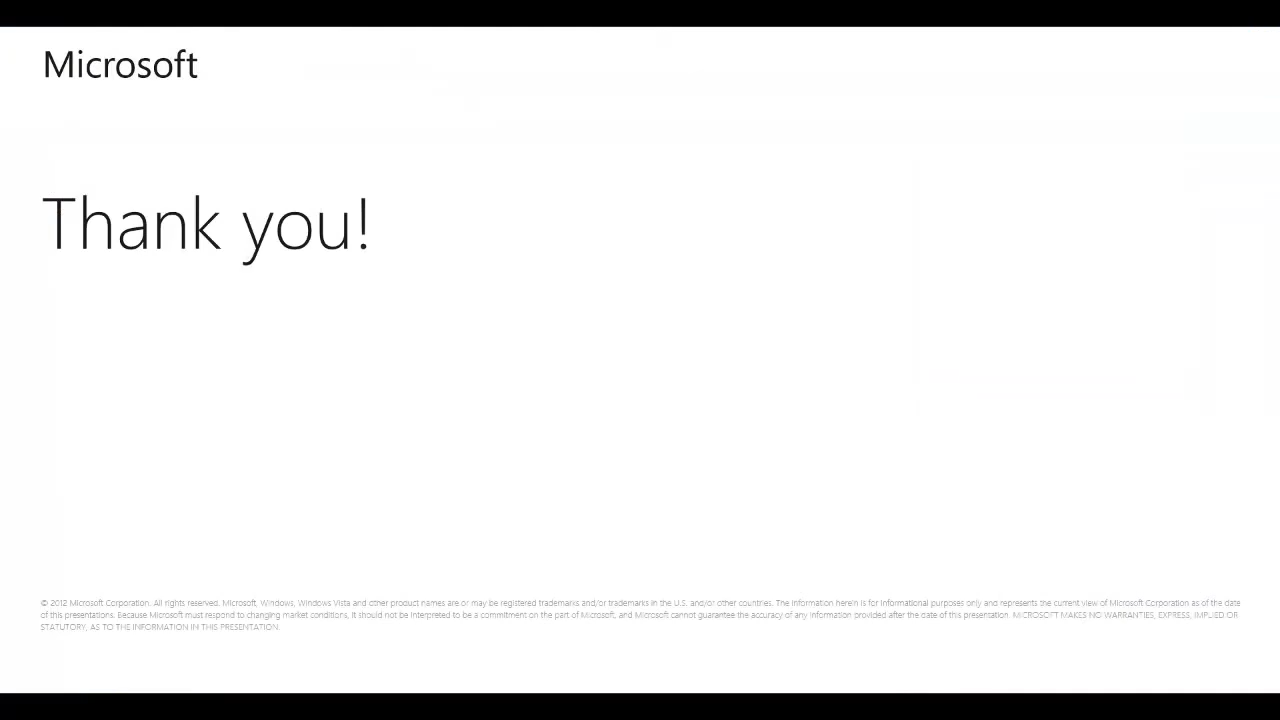 Microsoft
Thank you!
© 2012 Microsoft Corporation. All rights reserved. Microsoft, Windows, Windows Vista and other product names are or may be registered trademarks and/or trademarks in the U.S. and/or other countries. The information herein is for informational purposes only and represents the current view of Microsoft Corporation as of the date
of this presentations. Because Microsoft must respond to changing market conditions, it should not be interpreted to be a commitment on the part of Microsoft, and Microsoft cannot guarantee the accuracy of any information provided after the date of this presentation. MICROSOFT MAKES NO WARRANTIES, EXPRESS, IMPLIED OR
STATUTORY, AS TO THE INFORMATION IN THIS PRESENTATION.